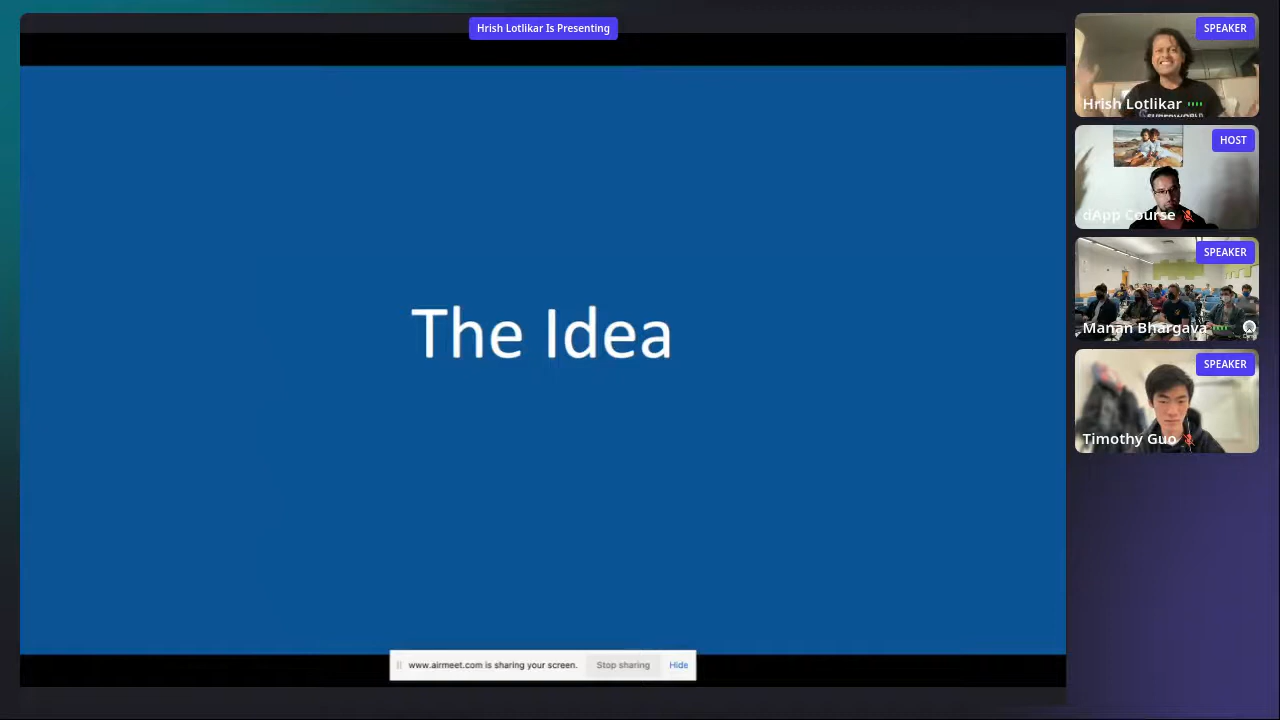 Hrish Lotlikar Is Presenting
The Idea
www.airmeet.com is sharing your screen.
Stop sharing
Hide
SPEAKER
Hrish Lotlikar
SUPERWORLD
HOST
dApp Course
SPEAKER
Manan Bhargava
SPEAKER
Timothy Guo